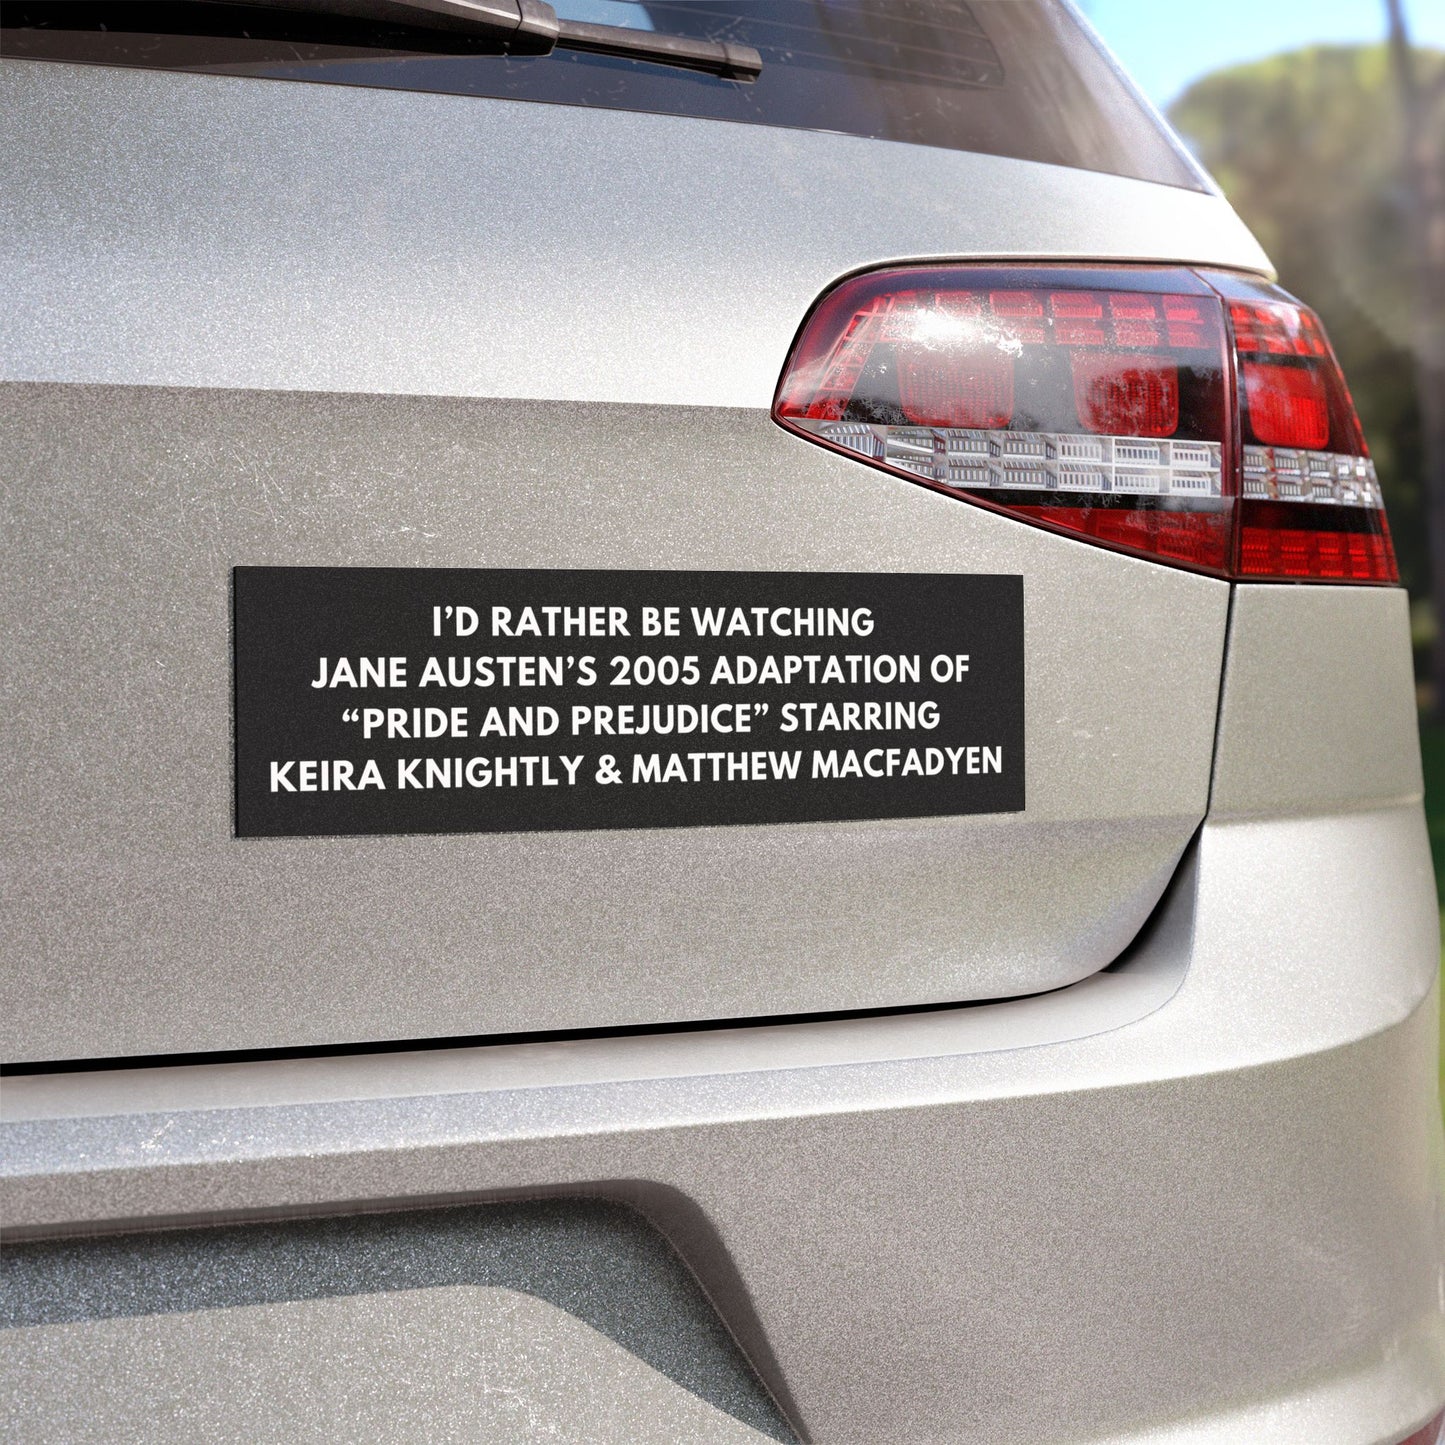 I’D RATHER BE WATCHING
JANE AUSTEN’S 2005 ADAPTATION OF
“PRIDE AND PREJUDICE” STARRING
KEIRA KNIGHTLY & MATTHEW MACFADYEN